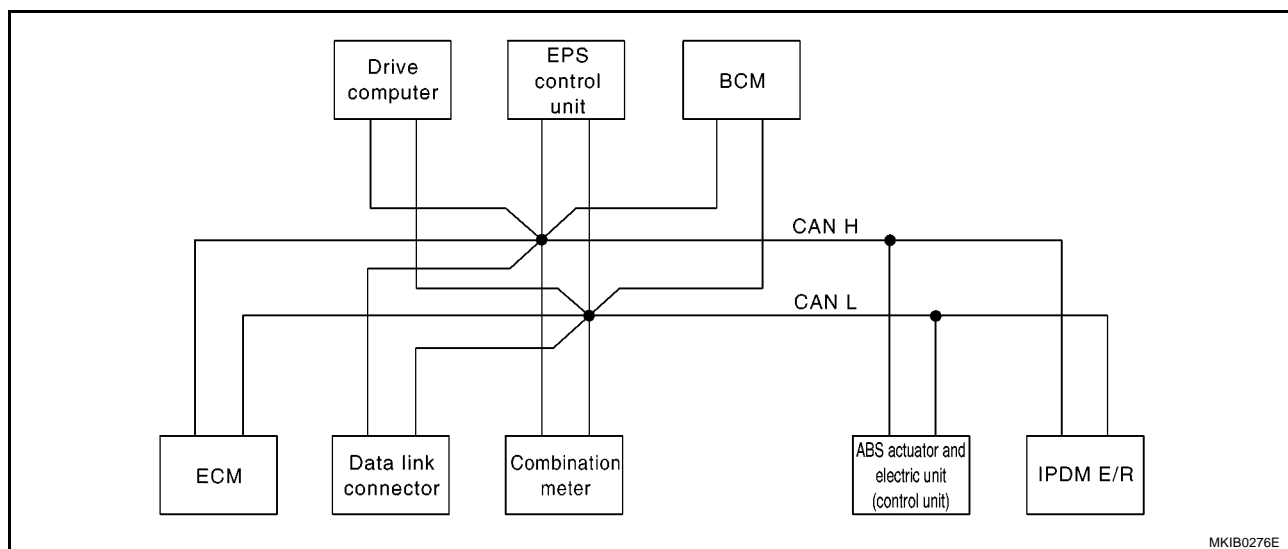 Drive
computer
EPS
control
unit
BCM
CAN H
CAN L
ECM
Data link
connector
Combination
meter
ABS actuator and
electric unit
(control unit)
IPDM E/R
MKIB0276E